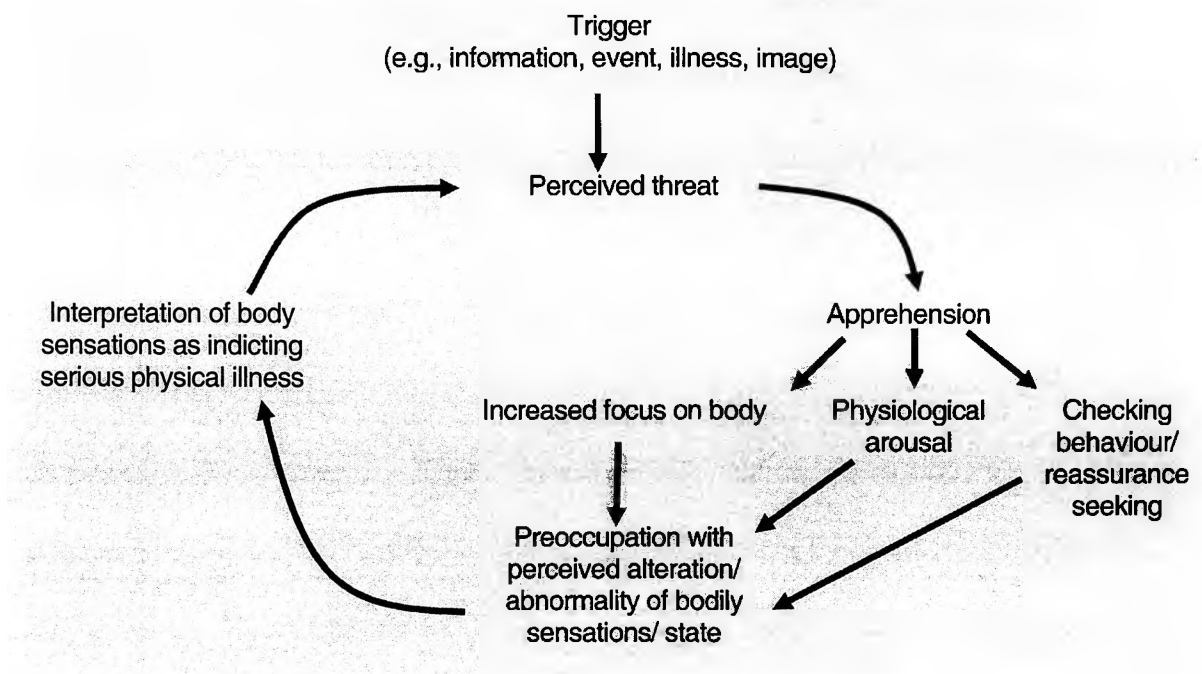 Trigger
(e.g., information, event, illness, image)
Perceived threat
Interpretation of body
sensations as indicting
serious physical illness
Apprehension
Increased focus on body
Physiological
arousal
Checking
behaviour/
reassurance
seeking
Preoccupation with
perceived alteration/
abnormality of bodily
sensations/ state